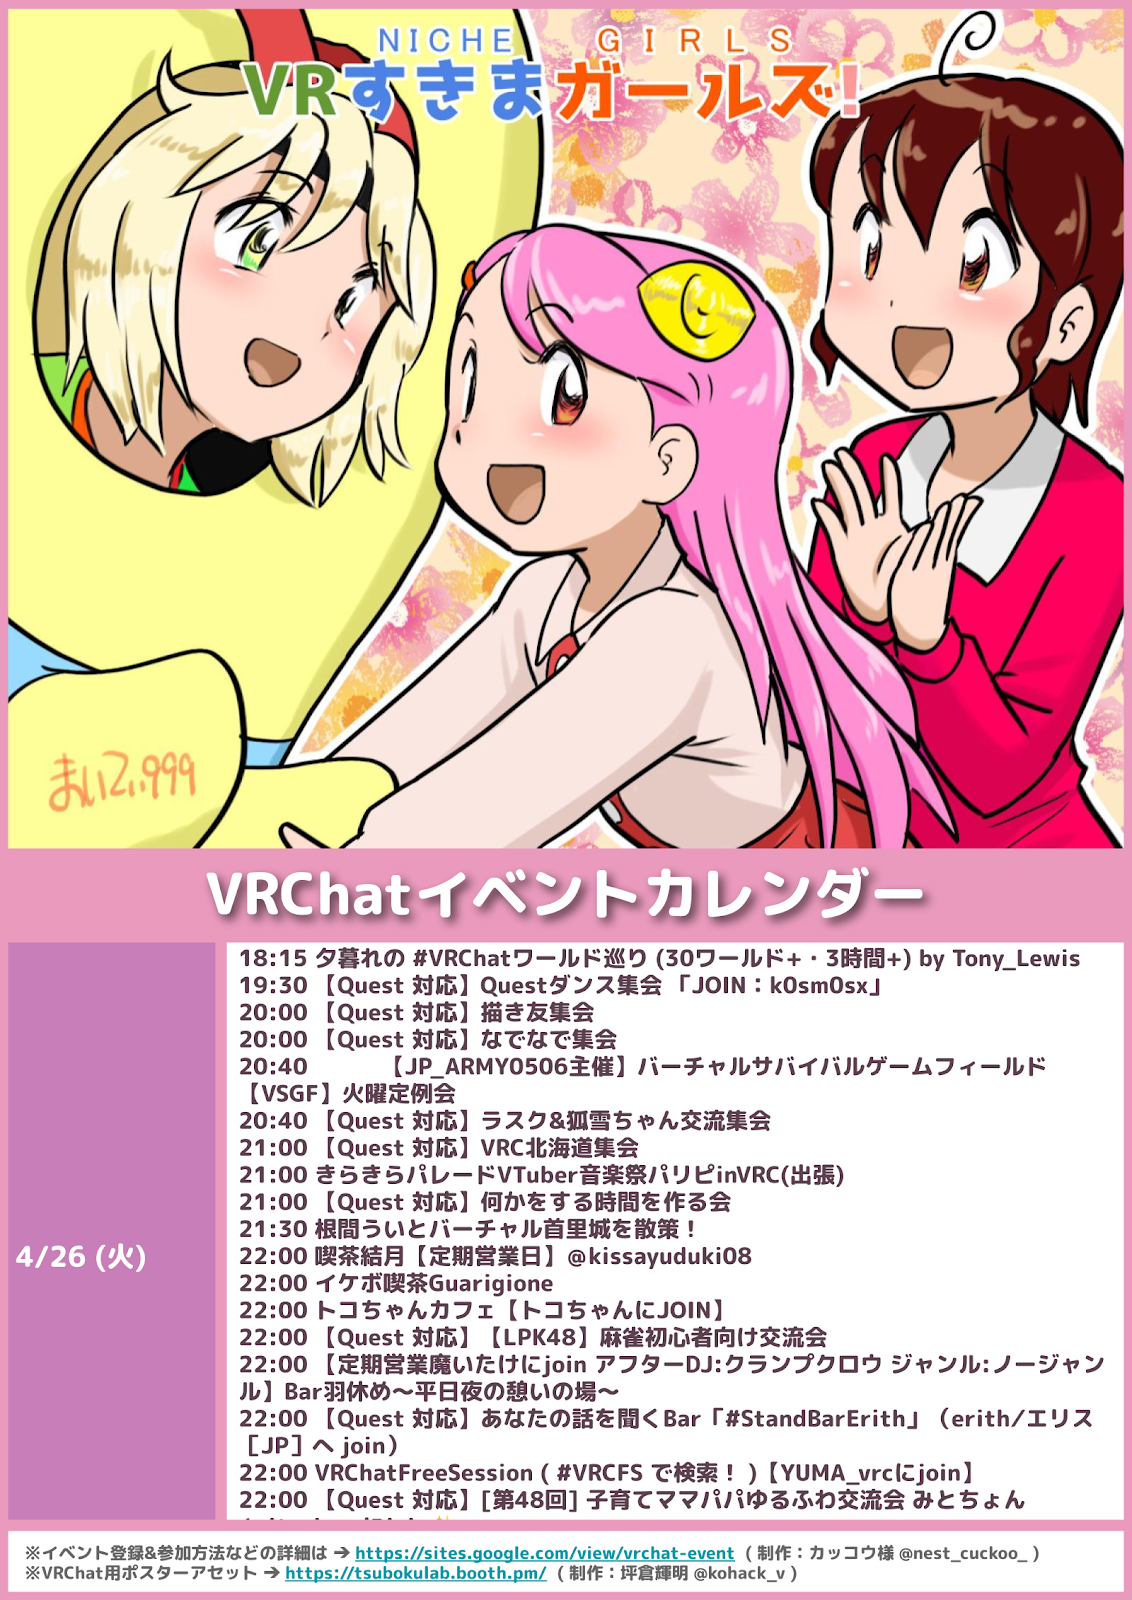 NICHE GIRLS
VRすきまガールズ!
まいてぃ999
VRChatイベントカレンダー
4/26 (火)
18:15 夕暮れの #VRChatワールド巡り (30ワールド+・3時間+) by Tony_Lewis
19:30 【Quest 対応】Questダンス集会 「JOIN：k0sm0sx」
20:00 【Quest 対応】描き友集会
20:00 【Quest 対応】なでなで集会
20:40 【JP_ARMY0506主催】バーチャルサバイバルゲームフィールド
【VSGF】火曜定例会
20:40 【Quest 対応】ラスク&狐雪ちゃん交流集会
21:00 【Quest 対応】VRC北海道集会
21:00 きらきらパレードVTuber音楽祭パリピinVRC(出張)
21:00 【Quest 対応】何かをする時間を作る会
21:30 根間ういとバーチャル首里城を散策！
22:00 喫茶結月【定期営業日】@kissayuduki08
22:00 イケボ喫茶Guarigione
22:00 トコちゃんカフェ【トコちゃんにJOIN】
22:00 【Quest 対応】【LPK48】麻雀初心者向け交流会
22:00 【定期営業魔いたけにjoin アフターDJ:クランプクロウ ジャンル:ノージャン
ル】Bar羽休め～平日夜の憩いの場～
22:00 【Quest 対応】あなたの話を聞くBar「#StandBarErith」（erith/エリス
［JP］へ join）
22:00 VRChatFreeSession ( #VRCFS で検索！ )【YUMA_vrcにjoin】
22:00 【Quest 対応】[第48回] 子育てママパパゆるふわ交流会 みとちょん
※イベント登録&参加方法などの詳細は ➔ https://sites.google.com/view/vrchat-event ( 制作：カッコウ様 @nest_cuckoo_ )
※VRChat用ポスターアセット ➔ https://tsubokulab.booth.pm/ ( 制作：坪倉輝明 @kohack_v )